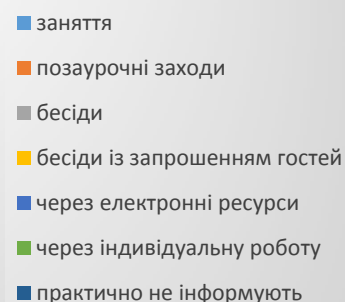 заняття
позаурочні заходи
бесіди
бесіди із запрошенням гостей
через електронні ресурси
через індивідуальну роботу
практично не інформують